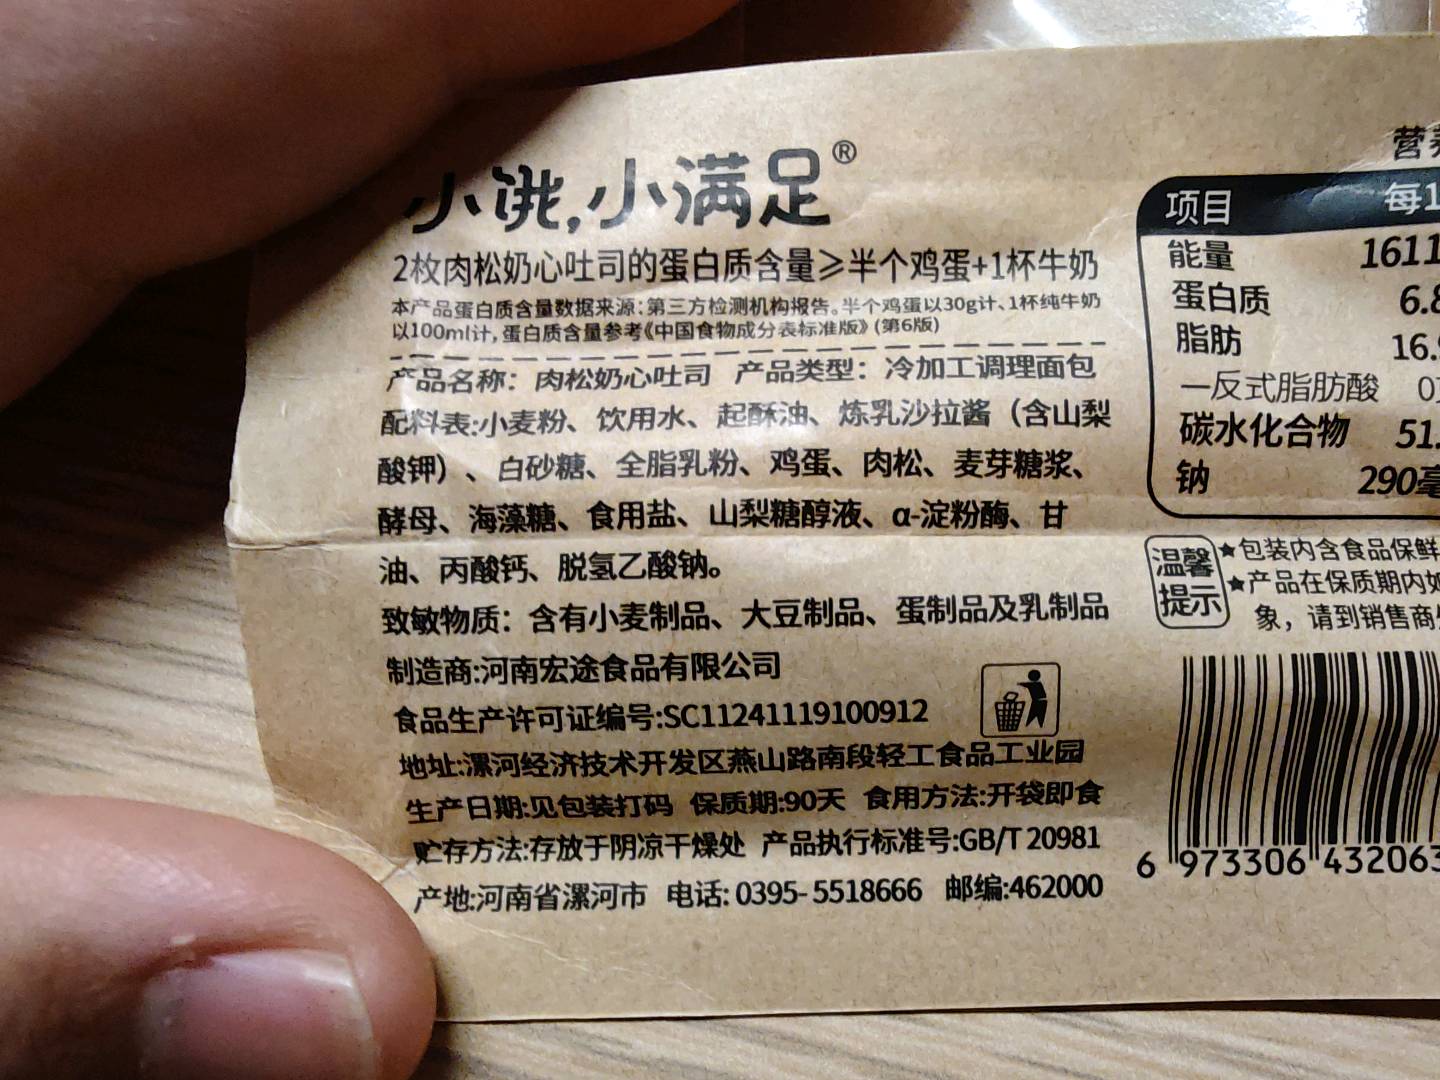 小饿,小满足®
2枚肉松奶心吐司的蛋白质含量≥半个鸡蛋+1杯牛奶
本产品蛋白质含量数据来源:第三方检测机构报告。半个鸡蛋以30g计、1杯纯牛奶
以100ml计,蛋白质含量参考《中国食物成分表标准版》(第6版)
产品名称：肉松奶心吐司 产品类型：冷加工调理面包
配料表:小麦粉、饮用水、起酥油、炼乳沙拉酱（含山梨
酸钾）、白砂糖、全脂乳粉、鸡蛋、肉松、麦芽糖浆、
酵母、海藻糖、食用盐、山梨糖醇液、α-淀粉酶、甘
油、丙酸钙、脱氢乙酸钠。
致敏物质：含有小麦制品、大豆制品、蛋制品及乳制品
制造商:河南宏途食品有限公司
食品生产许可证编号:SC11241119100912
地址:漯河经济技术开发区燕山路南段轻工食品工业园
生产日期:见包装打码 保质期:90天 食用方法:开袋即食
贮存方法:存放于阴凉干燥处 产品执行标准号:GB/T 20981
产地:河南省漯河市 电话: 0395- 5518666 邮编:462000
营养
项目 每1
能量 1611
蛋白质 6.8
脂肪 16.9
—反式脂肪酸 0
碳水化合物 51.
钠 290毫
温馨提示
★包装内含食品保鲜
★产品在保质期内如
象，请到销售商
6 973306 432063